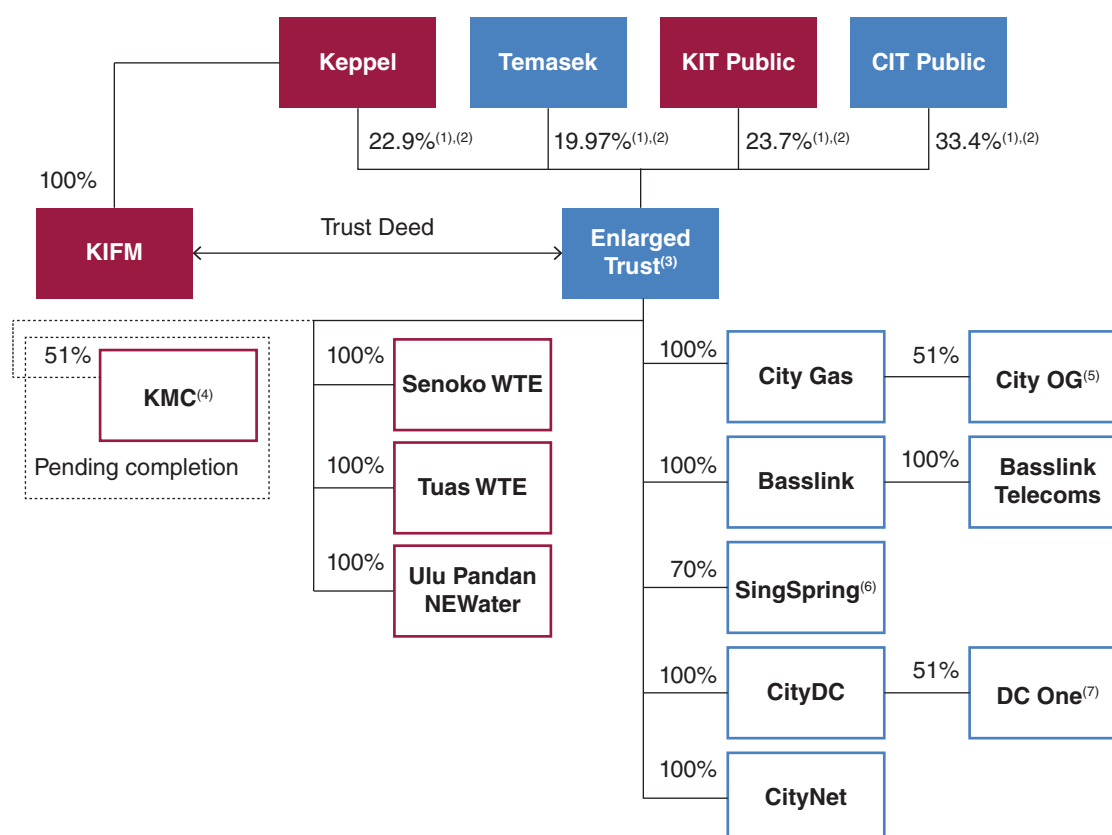 Keppel
Temasek
KIT Public
CIT Public
22.9%(1),(2)
19.97%(1),(2)
23.7%(1),(2)
33.4%(1),(2)
100%
KIFM
Trust Deed
Enlarged
Trust(3)
51%
KMC(4)
Pending completion
100%
Senoko WTE
100%
Tuas WTE
100%
Ulu Pandan
NEWater
100%
City Gas
51%
City OG(5)
100%
Basslink
100%
Basslink
Telecoms
70%
SingSpring(6)
100%
CityDC
51%
DC One(7)
100%
CityNet